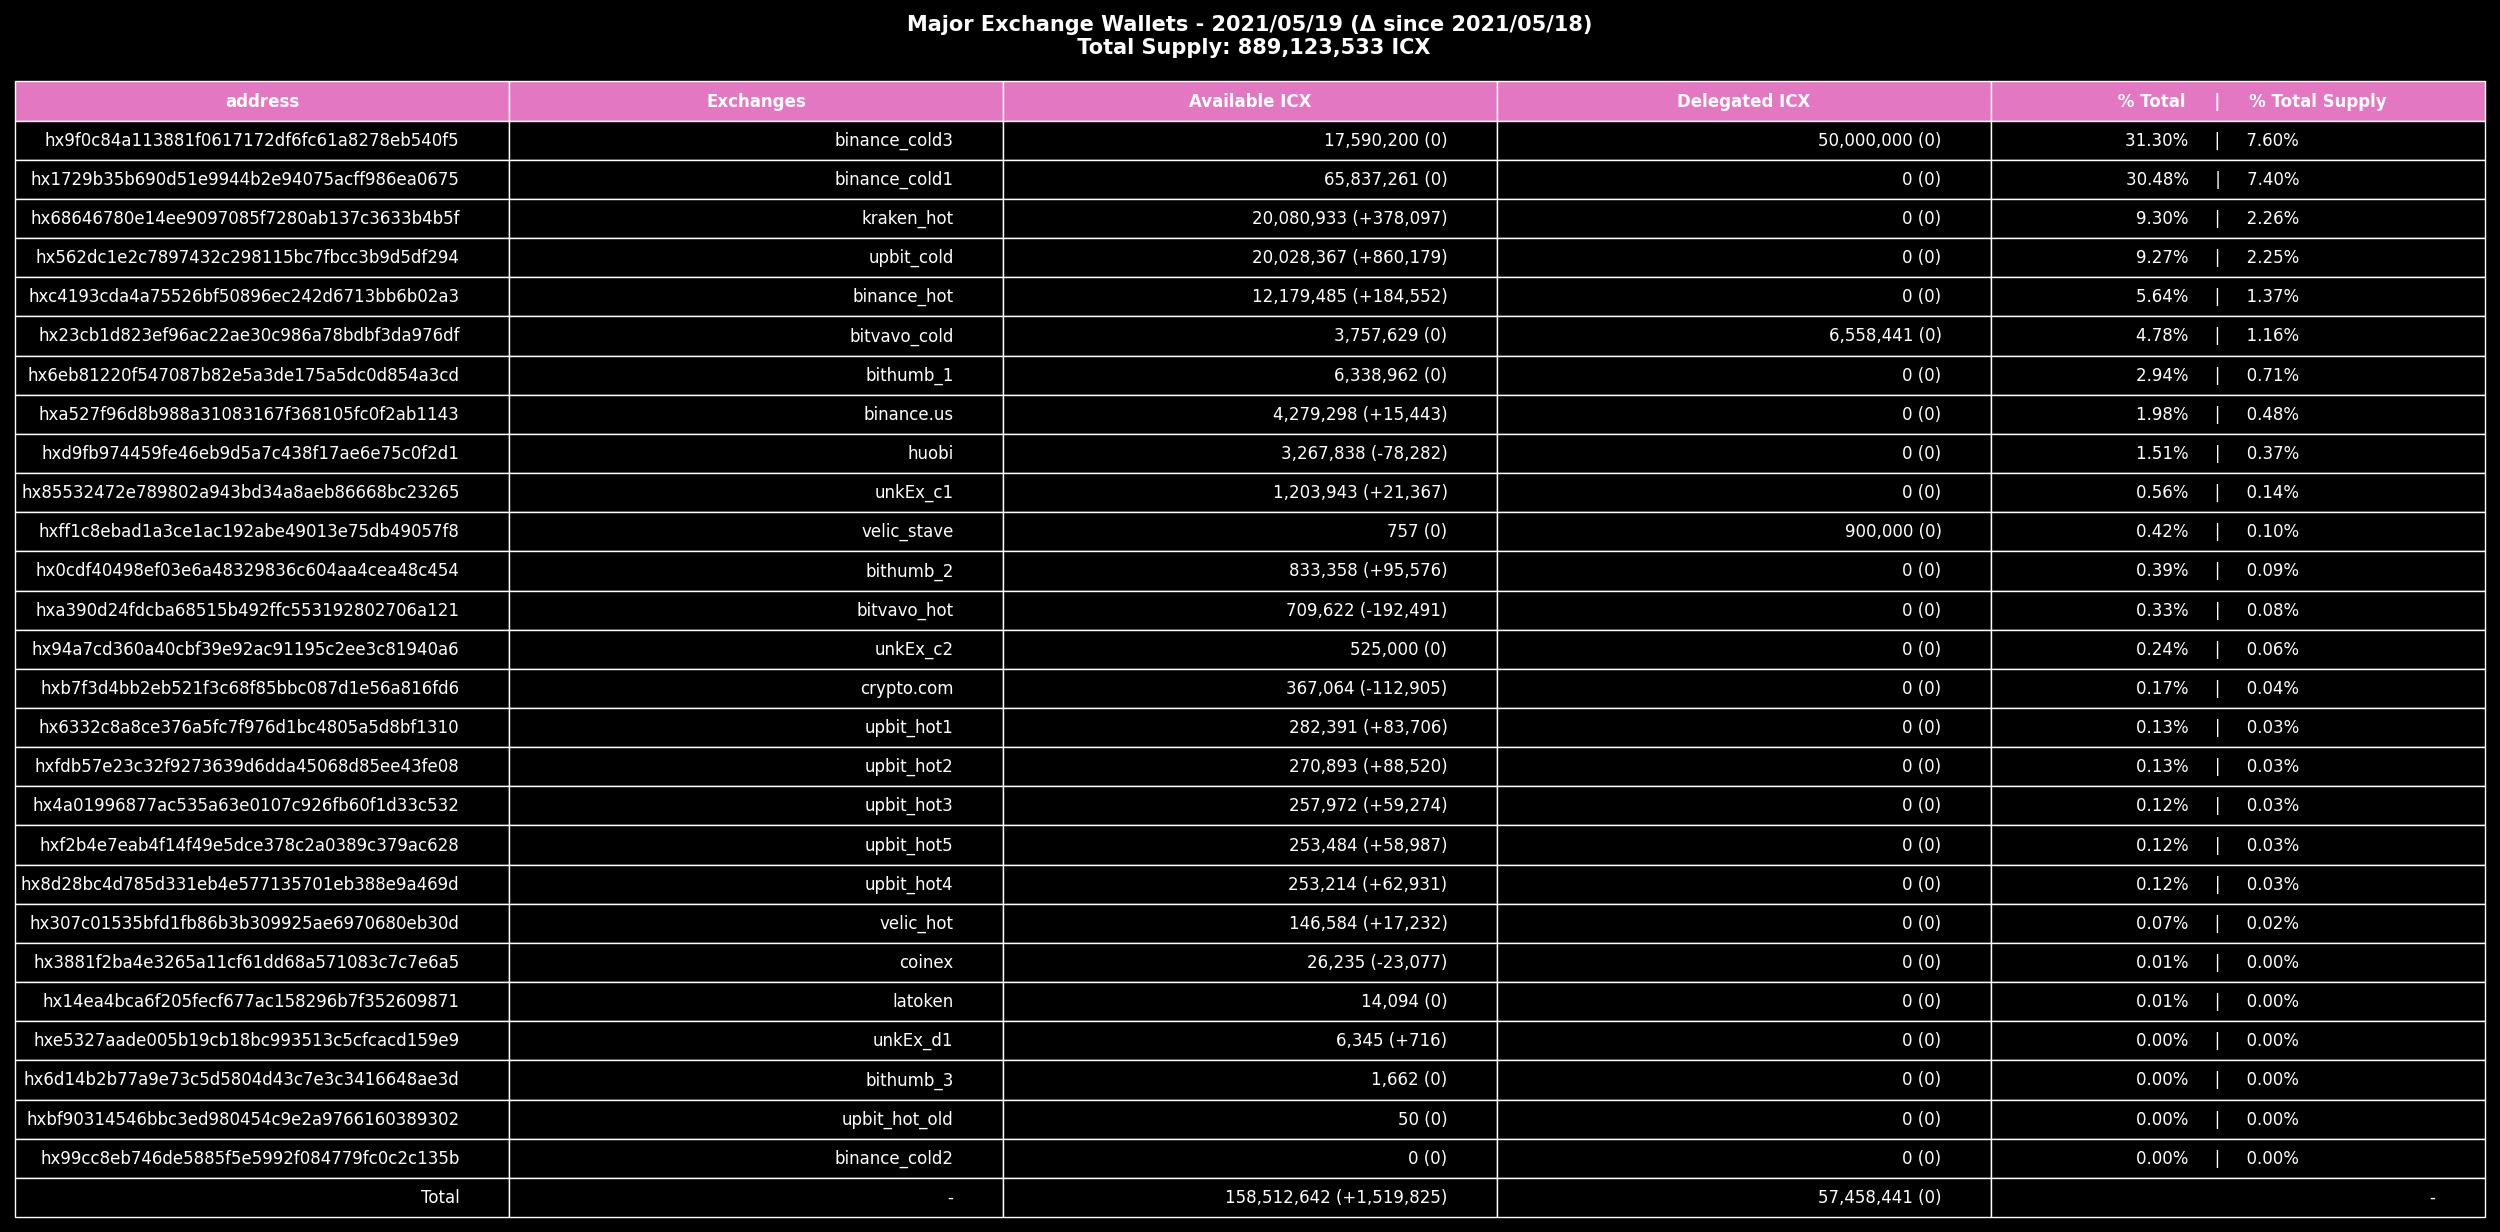 Major Exchange Wallets - 2021/05/19 (Δ since 2021/05/18)
Total Supply: 889,123,533 ICX
address Exchanges Available ICX Delegated ICX % Total | % Total Supply
hx9f0c84a113881f0617172df6fc61a8278eb540f5 binance_cold3 17,590,200 (0) 50,000,000 (0) 31.30% | 7.60%
hx1729b35b690d51e9944b2e94075acff986ea0675 binance_cold1 65,837,261 (0) 0 (0) 30.48% | 7.40%
hx68646780e14ee9097085f7280ab137c3633b4b5f kraken_hot 20,080,933 (+378,097) 0 (0) 9.30% | 2.26%
hx562dc1e2c7897432c298115bc7fbcc3b9d5df294 upbit_cold 20,028,367 (+860,179) 0 (0) 9.27% | 2.25%
hxc4193cda4a75526bf50896ec242d6713bb6b02a3 binance_hot 12,179,485 (+184,552) 0 (0) 5.64% | 1.37%
hx23cb1d823ef96ac22ae30c986a78bdbf3da976df bitvavo_cold 3,757,629 (0) 6,558,441 (0) 4.78% | 1.16%
hx6eb81220f547087b82e5a3de175a5dc0d854a3cd bithumb_1 6,338,962 (0) 0 (0) 2.94% | 0.71%
hxa527f96d8b988a31083167f368105fc0f2ab1143 binance.us 4,279,298 (+15,443) 0 (0) 1.98% | 0.48%
hxd9fb974459fe46eb9d5a7c438f17ae6e75c0f2d1 huobi 3,267,838 (-78,282) 0 (0) 1.51% | 0.37%
hx85532472e789802a943bd34a8aeb86668bc23265 unkEx_c1 1,203,943 (+21,367) 0 (0) 0.56% | 0.14%
hxff1c8ebad1a3ce1ac192abe49013e75db49057f8 velic_stave 757 (0) 900,000 (0) 0.42% | 0.10%
hx0cdf40498ef03e6a48329836c604aa4cea48c454 bithumb_2 833,358 (+95,576) 0 (0) 0.39% | 0.09%
hxa390d24fdcba68515b492ffc553192802706a121 bitvavo_hot 709,622 (-192,491) 0 (0) 0.33% | 0.08%
hx94a7cd360a40cbf39e92ac91195c2ee3c81940a6 unkEx_c2 525,000 (0) 0 (0) 0.24% | 0.06%
hxb7f3d4bb2eb521f3c68f85bbc087d1e56a816fd6 crypto.com 367,064 (-112,905) 0 (0) 0.17% | 0.04%
hx6332c8a8ce376a5fc7f976d1bc4805a5d8bf1310 upbit_hot1 282,391 (+83,706) 0 (0) 0.13% | 0.03%
hxfdb57e23c32f9273639d6dda45068d85ee43fe08 upbit_hot2 270,893 (+88,520) 0 (0) 0.13% | 0.03%
hx4a01996877ac535a63e0107c926fb60f1d33c532 upbit_hot3 257,972 (+59,274) 0 (0) 0.12% | 0.03%
hxf2b4e7eab4f14f49e5dce378c2a0389c379ac628 upbit_hot5 253,484 (+58,987) 0 (0) 0.12% | 0.03%
hx8d28bc4d785d331eb4e577135701eb388e9a469d upbit_hot4 253,214 (+62,931) 0 (0) 0.12% | 0.03%
hx307c01535bfd1fb86b3b309925ae6970680eb30d velic_hot 146,584 (+17,232) 0 (0) 0.07% | 0.02%
hx3881f2ba4e3265a11cf61dd68a571083c7c7e6a5 coinex 26,235 (-23,077) 0 (0) 0.01% | 0.00%
hx14ea4bca6f205fecf677ac158296b7f352609871 latoken 14,094 (0) 0 (0) 0.01% | 0.00%
hxe5327aade005b19cb18bc993513c5cfcacd159e9 unkEx_d1 6,345 (+716) 0 (0) 0.00% | 0.00%
hx6d14b2b77a9e73c5d5804d43c7e3c3416648ae3d bithumb_3 1,662 (0) 0 (0) 0.00% | 0.00%
hxbf90314546bbc3ed980454c9e2a9766160389302 upbit_hot_old 50 (0) 0 (0) 0.00% | 0.00%
hx99cc8eb746de5885f5e5992f084779fc0c2c135b binance_cold2 0 (0) 0 (0) 0.00% | 0.00%
Total - 158,512,642 (+1,519,825) 57,458,441 (0) -